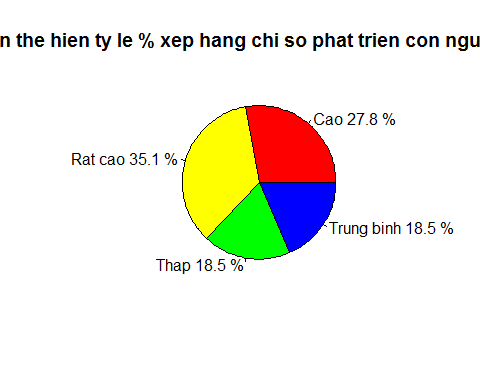 n the hien ty le % xep hang chi so phat trien con ngu
Cao 27.8 %
Rat cao 35.1 %
Trung binh 18.5 %
Thap 18.5 %